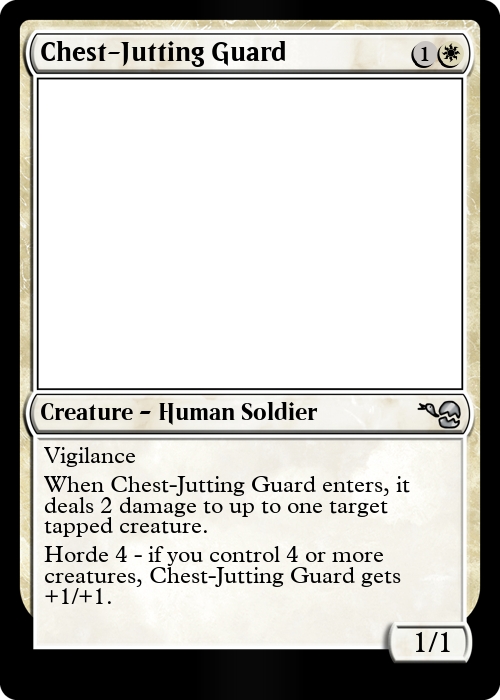 Chest-Jutting Guard 1
Creature - Human Soldier
Vigilance
When Chest-Jutting Guard enters, it
deals 2 damage to up to one target
tapped creature.
Horde 4 - if you control 4 or more
creatures, Chest-Jutting Guard gets
+1/+1.
1/1